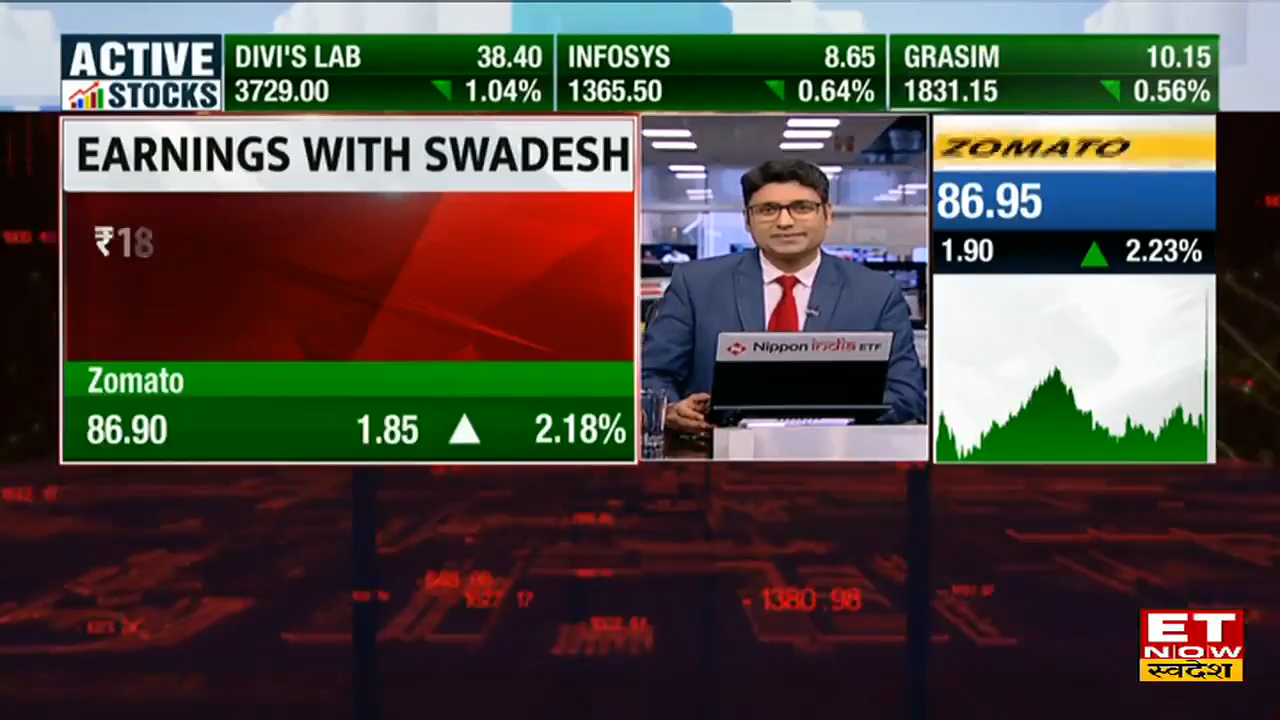 ACTIVE
STOCKS
DIVI'S LAB 38.40
3729.00 1.04%
INFOSYS 8.65
1365.50 0.64%
GRASIM 10.15
1831.15 0.56%
EARNINGS WITH SWADESH
₹18
Zomato
86.90 1.85 2.18%
Nippon india ETF
ZOMATO
86.95
1.90 2.23%
- 1380.98
ET
NOW
स्वदेश